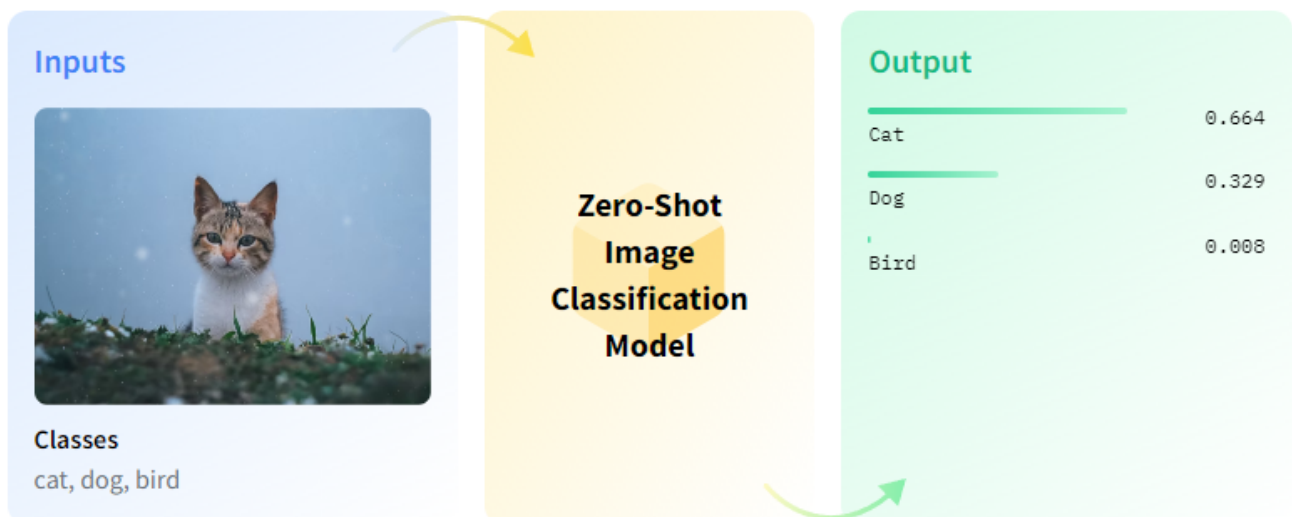 Inputs
Classes
cat, dog, bird
Zero-Shot
Image
Classification
Model
Output
0.664
Cat
0.329
Dog
0.008
Bird